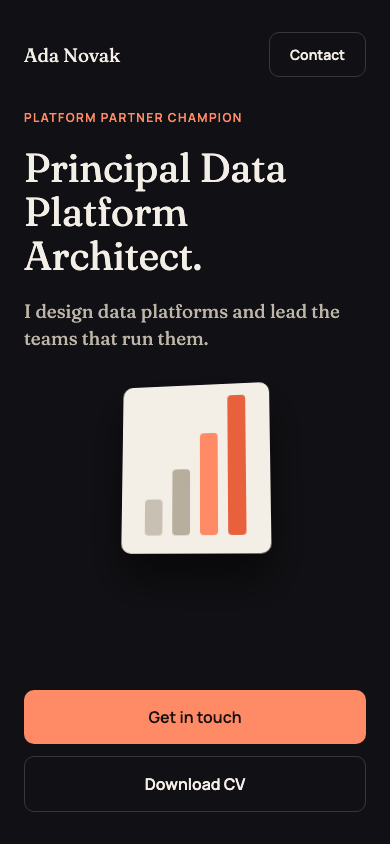 Ada Novak
Contact
PLATFORM PARTNER CHAMPION
Principal Data
Platform
Architect.
I design data platforms and lead the
teams that run them.
Get in touch
Download CV